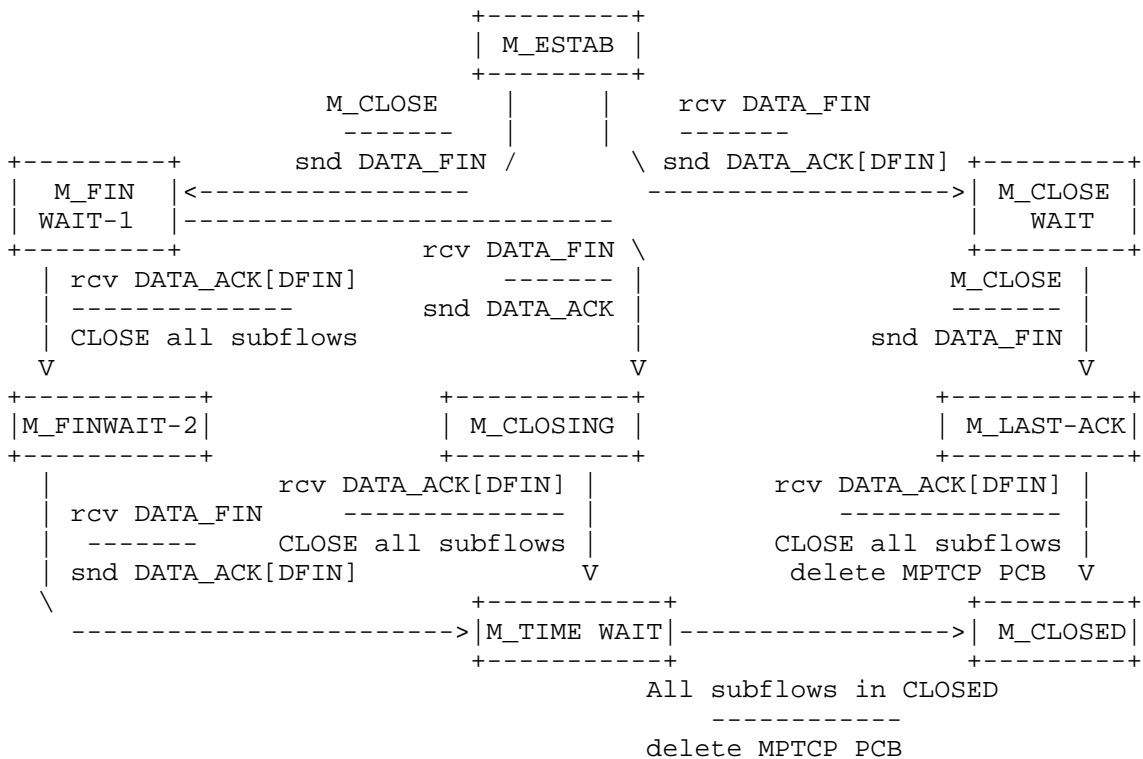 M_ESTAB
M_CLOSE rcv DATA_FIN
------- -------
snd DATA_FIN snd DATA_ACK[DFIN]
M_FIN M_CLOSE
WAIT-1 WAIT
rcv DATA_FIN
rcv DATA_ACK[DFIN] ------- M_CLOSE
-------------- snd DATA_ACK -------
CLOSE all subflows snd DATA_FIN
V V V
M_FINWAIT-2 M_CLOSING M_LAST-ACK
rcv DATA_ACK[DFIN] rcv DATA_ACK[DFIN]
rcv DATA_FIN -------------- --------------
------- CLOSE all subflows CLOSE all subflows
snd DATA_ACK[DFIN] V delete MPTCP PCB V
M_TIME WAIT M_CLOSED
All subflows in CLOSED
------------
delete MPTCP PCB